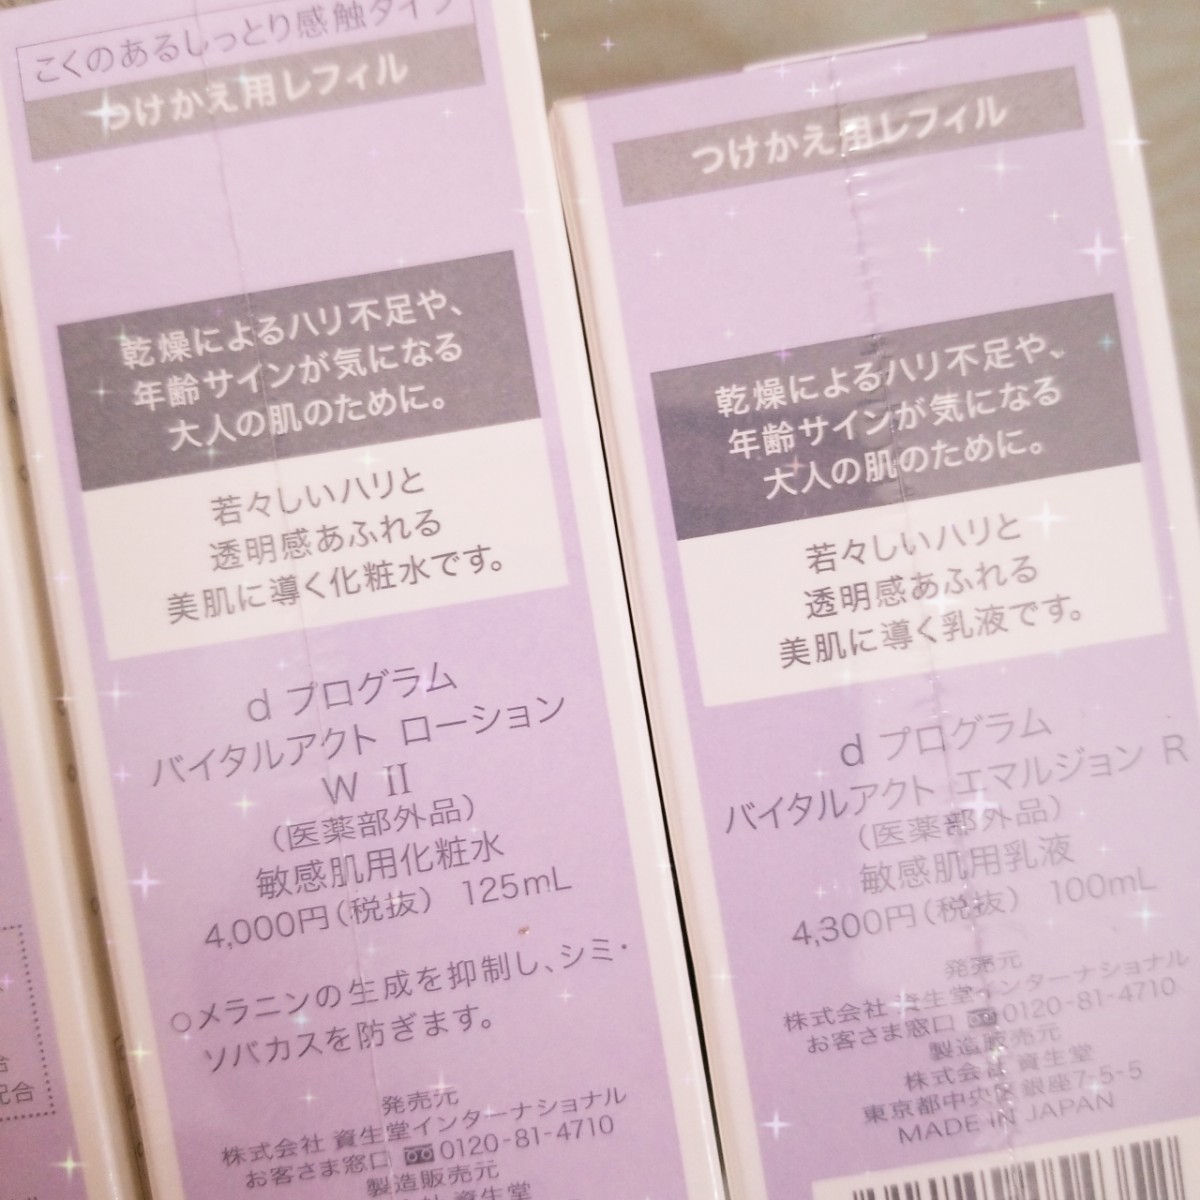 こくのあるしっとり感触タイプ
つけかえ用レフィル
乾燥によるハリ不足や、
年齢サインが気になる
大人の肌のために。
若々しいハリと
透明感あふれる
美肌に導く化粧水です。
d プログラム
バイタルアクト ローション
W II
(医薬部外品)
敏感肌用化粧水
4,000円(税抜) 125mL
○メラニンの生成を抑制し、シミ・
ソバカスを防ぎます。
発売元
株式会社 資生堂インターナショナル
お客さま窓口 0120-81-4710
製造販売元
資生堂
つけかえ用レフィル
乾燥によるハリ不足や、
年齢サインが気になる
大人の肌のために。
若々しいハリと
透明感あふれる
美肌に導く乳液です。
d プログラム
バイタルアクト エマルジョン R
(医薬部外品)
敏感肌用乳液
4,300円(税抜) 100mL
発売元
株式会社 資生堂インターナショナル
お客さま窓口 0120-81-4710
製造販売元
株式会社 資生堂
東京都中央区銀座7-5-5
MADE IN JAPAN
合
配合